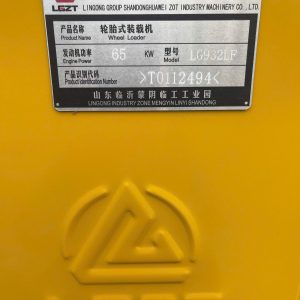 LEZT
LINGONG GROUP SHANDONGHUAMEI ZOT INDUSTRY MACHINERY CO., LTD.
产品名称 轮胎式装载机
Product Name Wheel Loader
发动机功率 65 KW 型号 LG932LF
Engine Power Model
产品识别代码 >T0112494<
Product Identification Number
山东临沂蒙阴临工工业园
LINGONG INDUSTRY ZONE MENGYIN LINYI SHANDONG